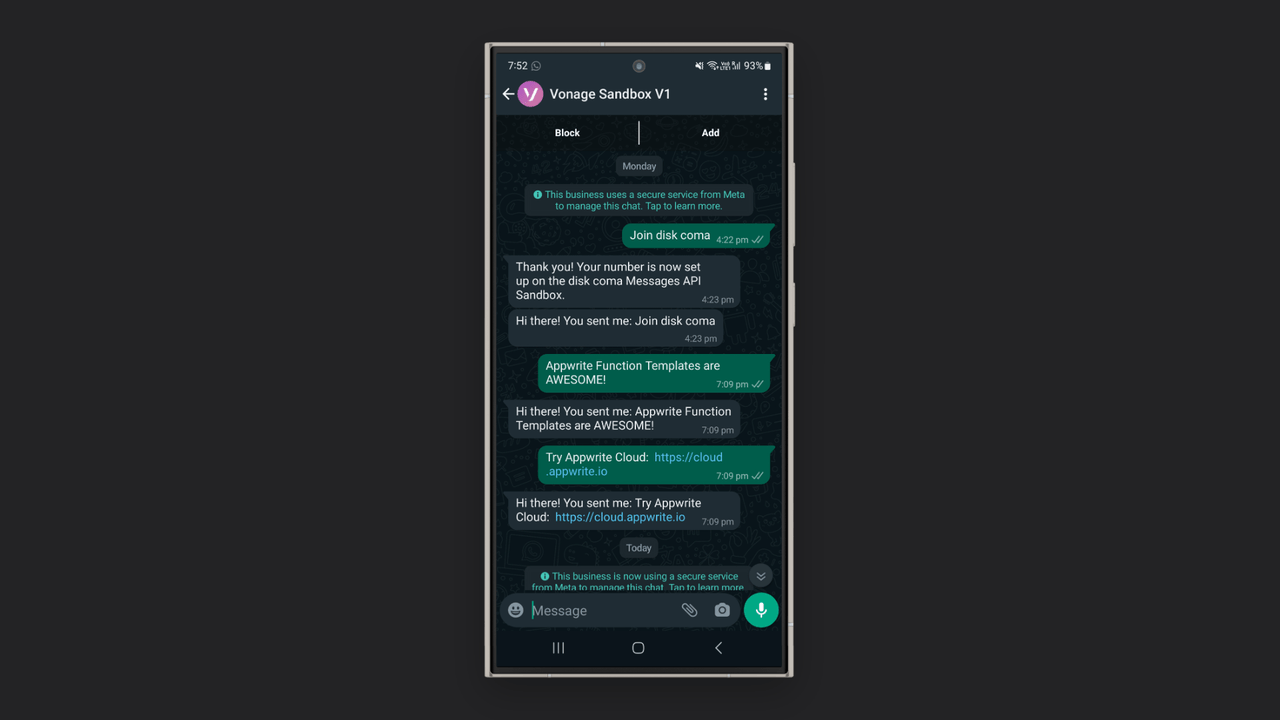 7:52
93%
Vonage Sandbox V1
Block
Add
Monday
This business uses a secure service from Meta
to manage this chat. Tap to learn more.
Join disk coma
4:22 pm
Thank you! Your number is now set
up on the disk coma Messages API
Sandbox.
4:23 pm
Hi there! You sent me: Join disk coma
4:23 pm
Appwrite Function Templates are
AWESOME!
7:09 pm
Hi there! You sent me: Appwrite Function
Templates are AWESOME!
7:09 pm
Try Appwrite Cloud: https://cloud
.appwrite.io
7:09 pm
Hi there! You sent me: Try Appwrite
Cloud: https://cloud.appwrite.io
7:09 pm
Today
This business is now using a secure service
from Meta to manage this chat. Tap to learn more
Message